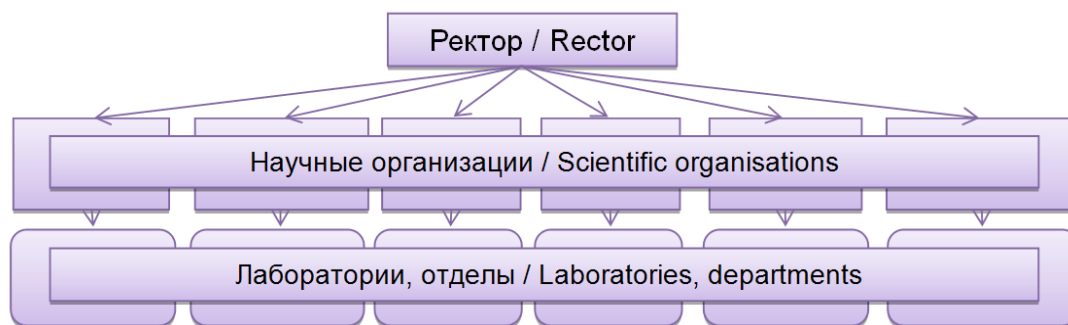 Ректор / Rector
Научные организации / Scientific organisations
Лаборатории, отделы / Laboratories, departments